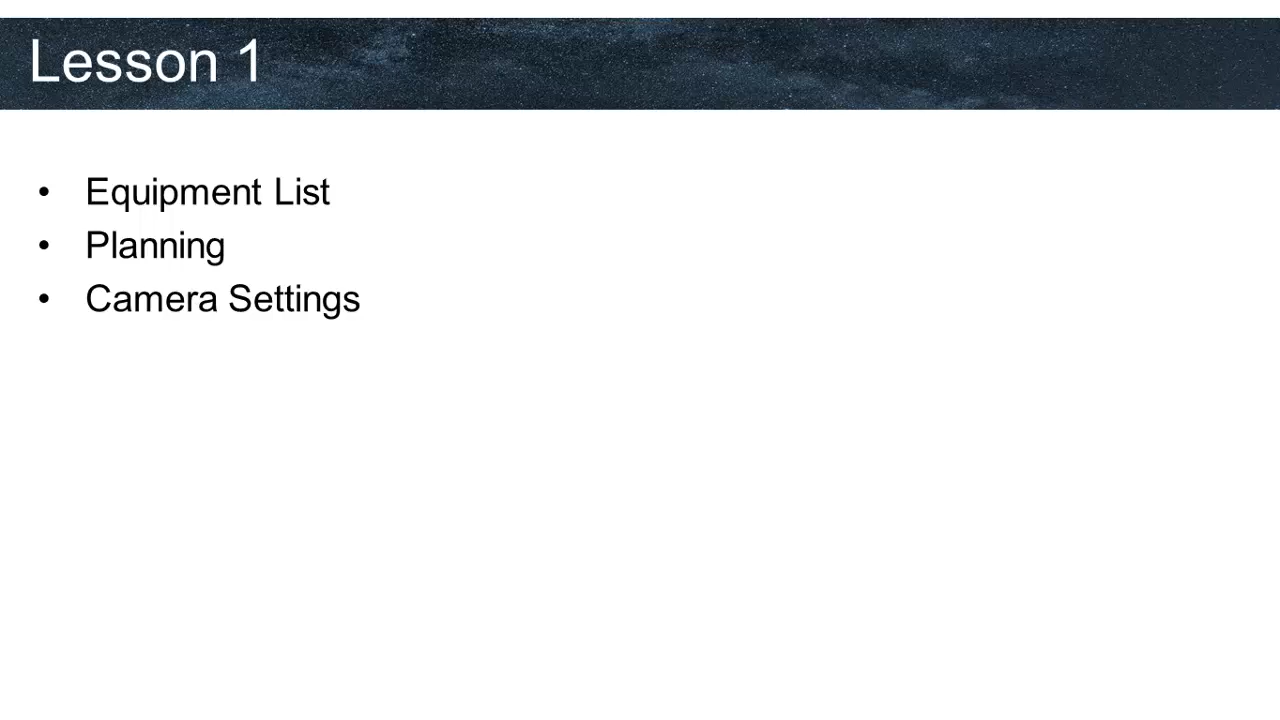 Lesson 1
• Equipment List
• Planning
• Camera Settings